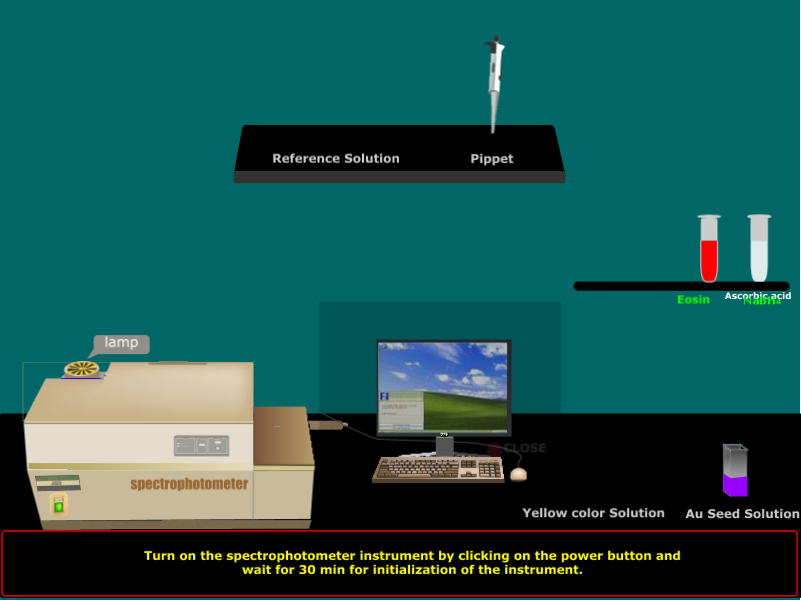 Reference Solution
Pippet
Eosin
Ascorbic acid
NaBH4
lamp
CLOSE
spectrophotometer
Yellow color Solution
Au Seed Solution
Turn on the spectrophotometer instrument by clicking on the power button and
wait for 30 min for initialization of the instrument.